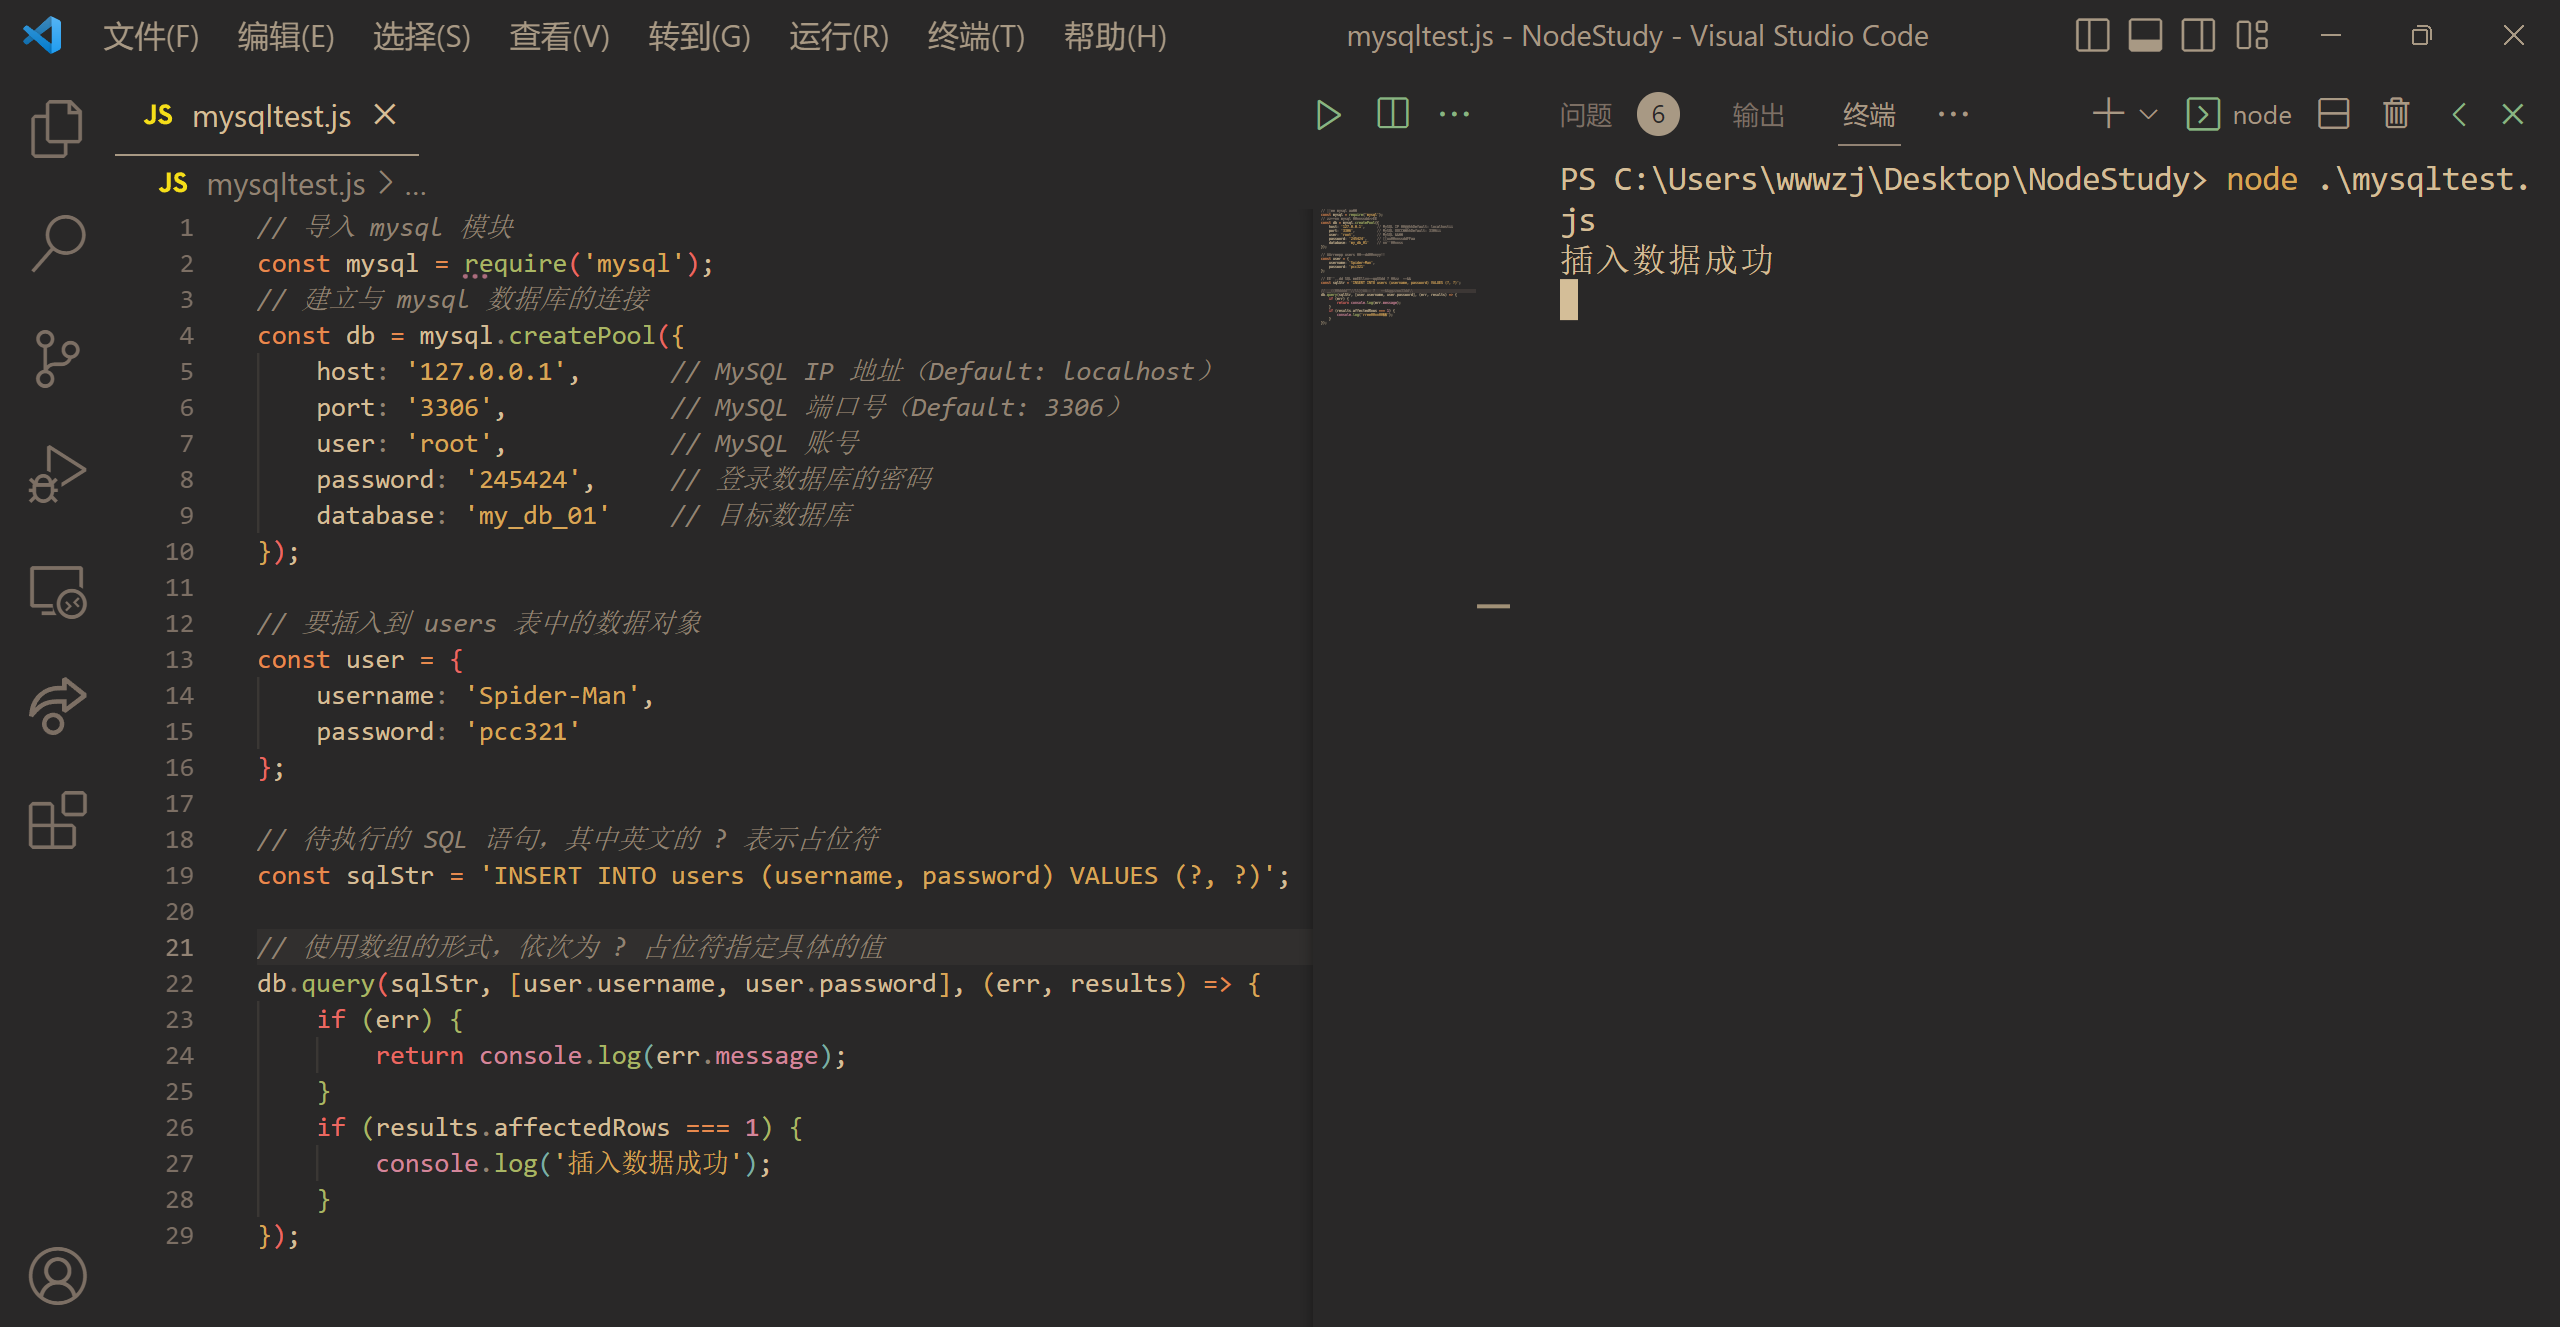 文件(F) 编辑(E) 选择(S) 查看(V) 转到(G) 运行(R) 终端(T) 帮助(H) mysqltest.js - NodeStudy - Visual Studio Code
JS mysqltest.js
JS mysqltest.js > ...
1 // 导入 mysql 模块
2 const mysql = require('mysql');
3 // 建立与 mysql 数据库的连接
4 const db = mysql.createPool({
5 host: '127.0.0.1', // MySQL IP 地址（Default: localhost）
6 port: '3306', // MySQL 端口号（Default: 3306）
7 user: 'root', // MySQL 账号
8 password: '245424', // 登录数据库的密码
9 database: 'my_db_01' // 目标数据库
10 });
11
12 // 要插入到 users 表中的数据对象
13 const user = {
14 username: 'Spider-Man',
15 password: 'pcc321'
16 };
17
18 // 待执行的 SQL 语句，其中英文的 ? 表示占位符
19 const sqlStr = 'INSERT INTO users (username, password) VALUES (?, ?)';
20
21 // 使用数组的形式，依次为 ? 占位符指定具体的值
22 db.query(sqlStr, [user.username, user.password], (err, results) => {
23 if (err) {
24 return console.log(err.message);
25 }
26 if (results.affectedRows === 1) {
27 console.log('插入数据成功');
28 }
29 });
问题 6 输出 终端 ··· node
PS C:\Users\wwwzj\Desktop\NodeStudy> node .\mysqltest.
js
插入数据成功